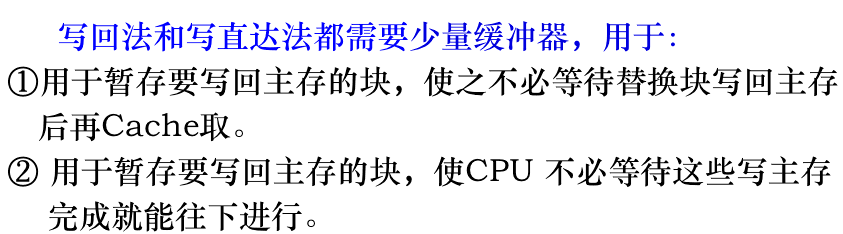 写回法和写直达法都需要少量缓冲器，用于：
①用于暂存要写回主存的块，使之不必等待替换块写回主存
后再Cache取。
② 用于暂存要写回主存的块，使CPU 不必等待这些写主存
完成就能往下进行。